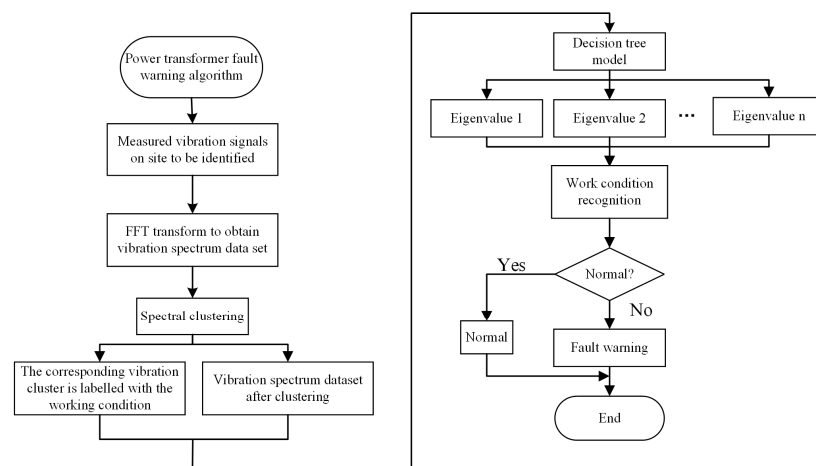 Power transformer fault
warning algorithm
Measured vibration signals
on site to be identified
FFT transform to obtain
vibration spectrum data set
Spectral clustering
The corresponding vibration
cluster is labelled with the
working condition
Vibration spectrum dataset
after clustering
Decision tree
model
Eigenvalue 1
Eigenvalue 2
...
Eigenvalue n
Work condition
recognition
Normal?
Yes
No
Normal
Fault warning
End